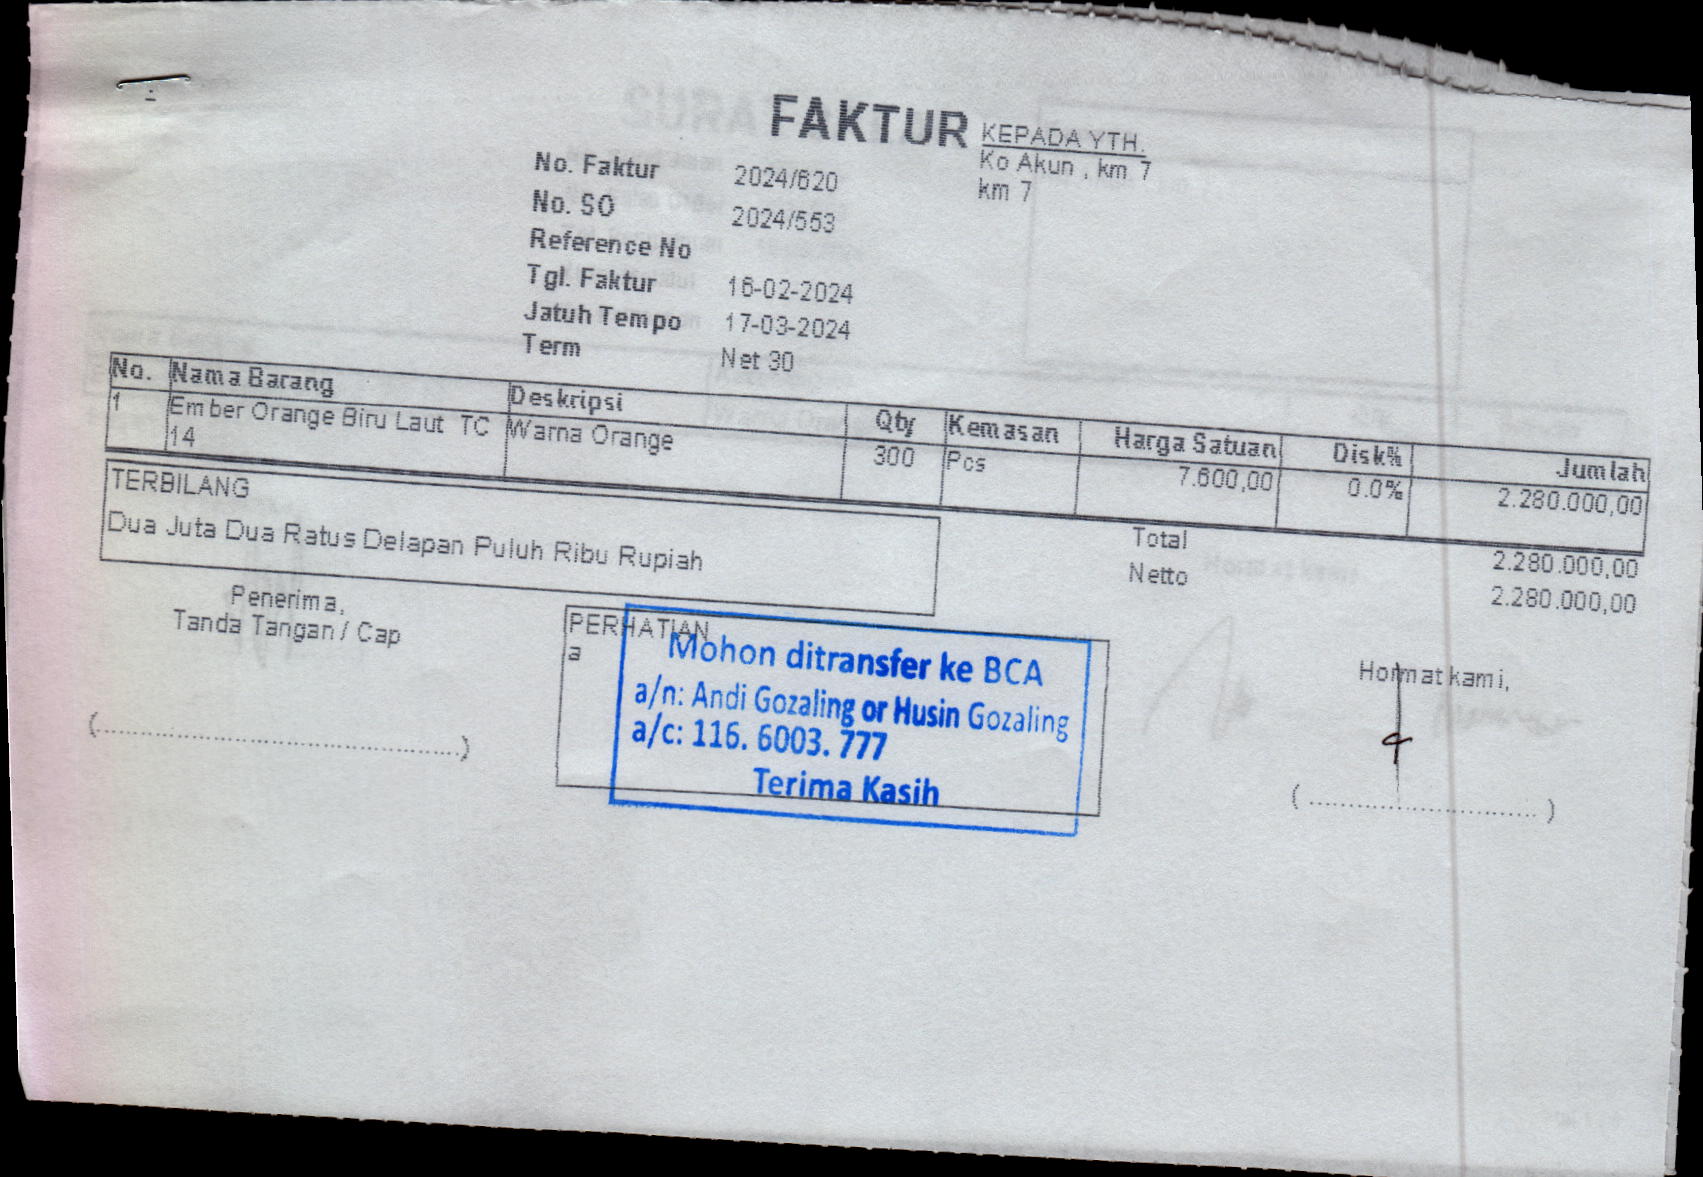 FAKTUR
KEPADA YTH.
Ko Akun , km 7
km 7
No. Faktur 2024/620
No. SO 2024/553
Reference No
Tgl. Faktur 16-02-2024
Jatuh Tempo 17-03-2024
Term Net 30
No. Nama Barang Deskripsi Qty Kemasan Harga Satuan Disk% Jumlah
1 Ember Orange Biru Laut TC 14 Warna Orange 300 Pcs 7.600,00 0.0% 2.280.000,00
TERBILANG
Dua Juta Dua Ratus Delapan Puluh Ribu Rupiah
Total 2.280.000,00
Netto 2.280.000,00
Penerima,
Tanda Tangan / Cap
(............................................)
PERHATIAN
a
Mohon ditransfer ke BCA
a/n: Andi Gozaling or Husin Gozaling
a/c: 116. 6003. 777
Terima Kasih
Hormat kami,
(............................)